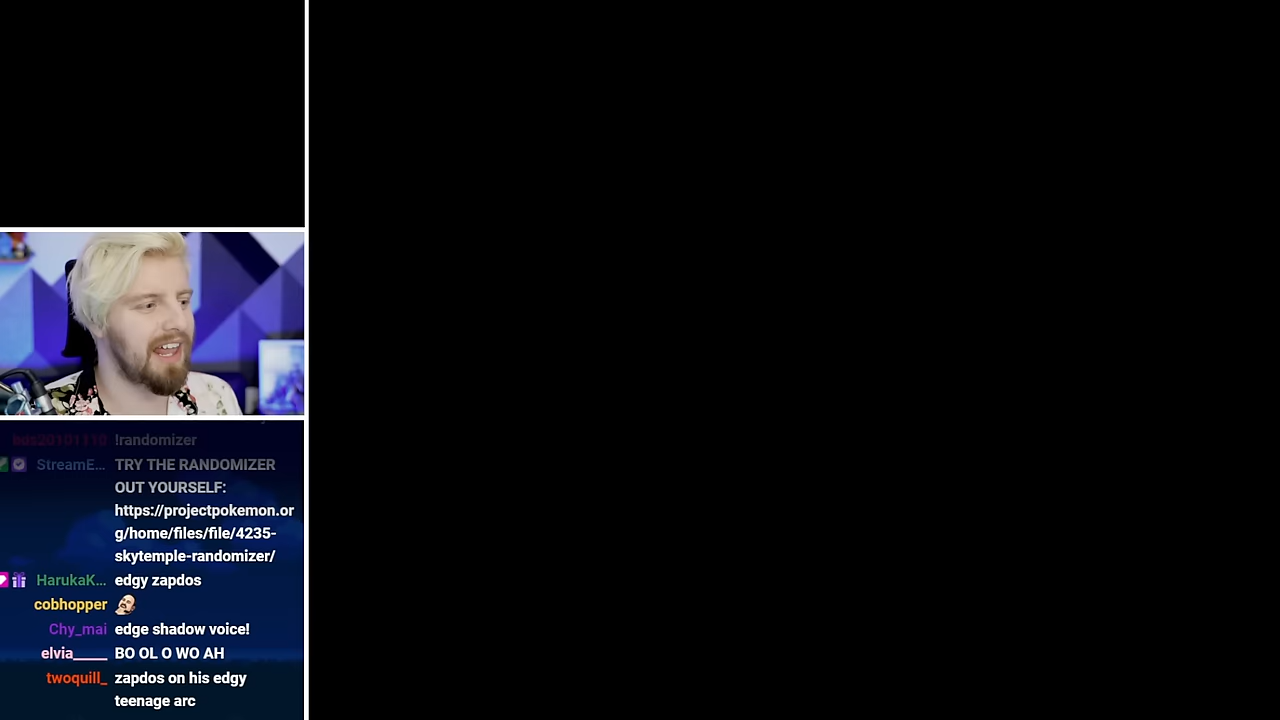 !randomizer
StreamE... TRY THE RANDOMIZER
OUT YOURSELF:
https://projectpokemon.or
g/home/files/file/4235-
skytemple-randomizer/
HarukaK... edgy zapdos
cobhopper
Chy_mai edge shadow voice!
elvia_____ BO OL O WO AH
twoquill_ zapdos on his edgy
teenage arc